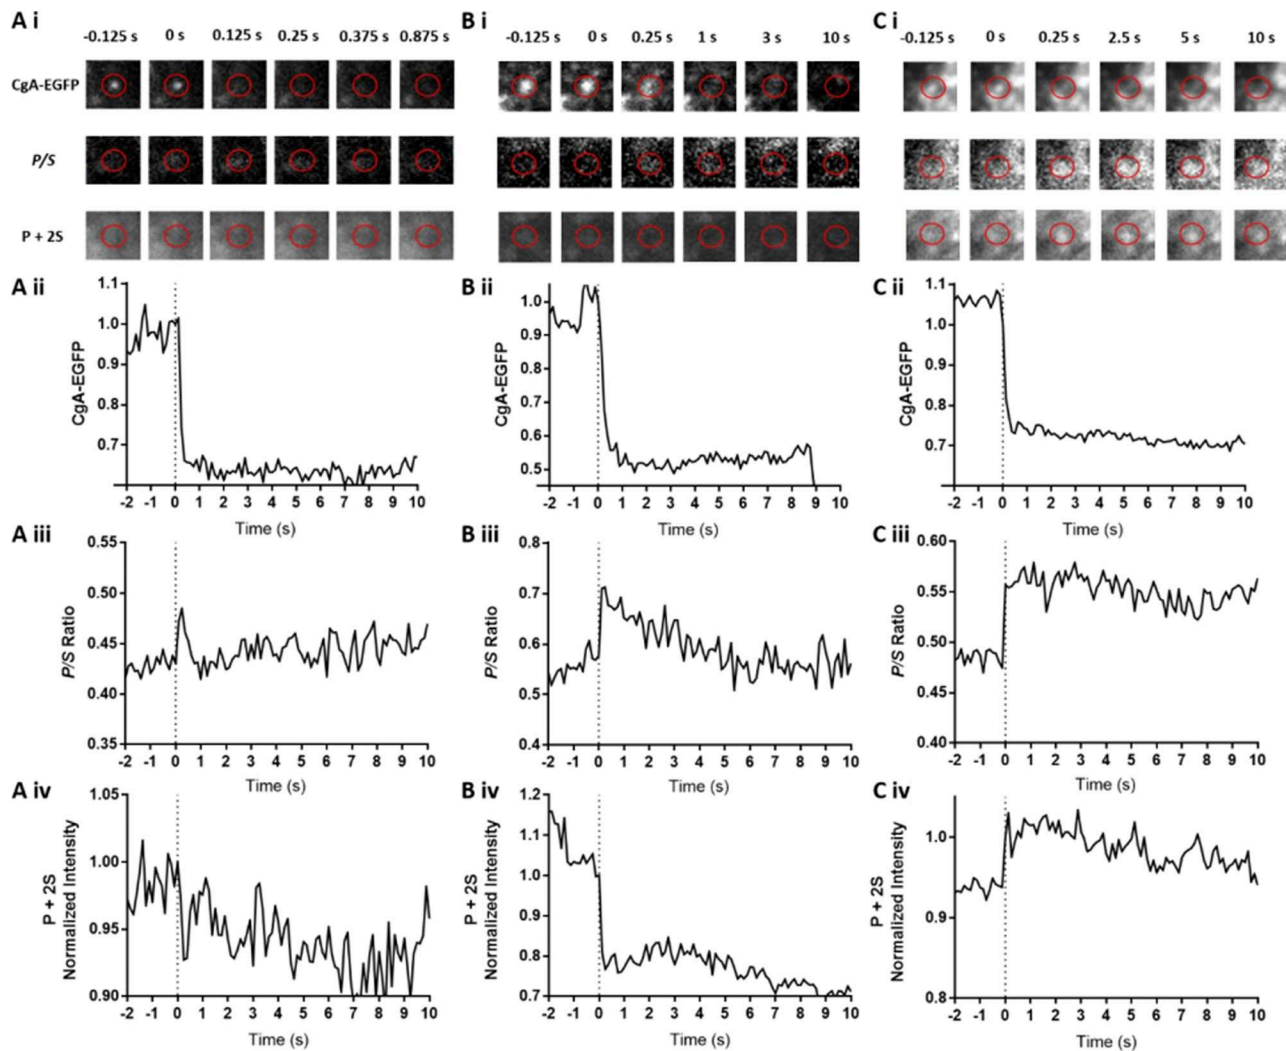 A i B i C i
-0.125 s 0 s 0.125 s 0.25 s 0.375 s 0.875 s -0.125 s 0 s 0.25 s 1 s 3 s 10 s -0.125 s 0 s 0.25 s 2.5 s 5 s 10 s
CgA-EGFP
P/S
P + 2S
A ii
CgA-EGFP
1.1
1.0
0.9
0.8
0.7
-2 -1 0 1 2 3 4 5 6 7 8 9 10
Time (s)
B ii
CgA-EGFP
1.0
0.9
0.8
0.7
0.6
0.5
-2 -1 0 1 2 3 4 5 6 7 8 9 10
Time (s)
C ii
CgA-EGFP
1.1
1.0
0.9
0.8
0.7
-2 -1 0 1 2 3 4 5 6 7 8 9 10
Time (s)
A iii
P/S Ratio
0.55
0.50
0.45
0.40
0.35
-2 -1 0 1 2 3 4 5 6 7 8 9 10
Time (s)
B iii
P/S Ratio
0.8
0.7
0.6
0.5
0.4
-2 -1 0 1 2 3 4 5 6 7 8 9 10
Time (s)
C iii
P/S Ratio
0.60
0.55
0.50
0.45
0.40
-2 -1 0 1 2 3 4 5 6 7 8 9 10
Time (s)
A iv
P + 2S
Normalized Intensity
1.05
1.00
0.95
0.90
-2 -1 0 1 2 3 4 5 6 7 8 9 10
Time (s)
B iv
P + 2S
Normalized Intensity
1.2
1.1
1.0
0.9
0.8
0.7
-2 -1 0 1 2 3 4 5 6 7 8 9 10
Time (s)
C iv
P + 2S
Normalized Intensity
1.0
0.9
0.8
-2 -1 0 1 2 3 4 5 6 7 8 9 10
Time (s)